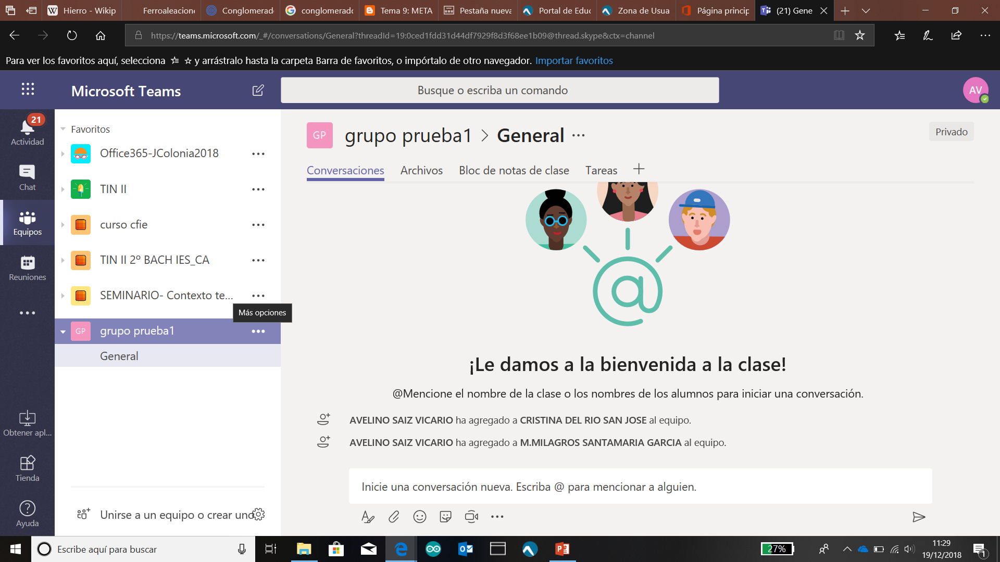 Hierro - Wikip
Ferroaleacione
Conglomerad
conglomerado
Tema 9: META
Pestaña nueva
Portal de Educ
Zona de Usua
Página princip
(21) Gene
https://teams.microsoft.com/_#/conversations/General?threadId=19:0ced1fdd31d44df7929f8d3f68ee1b09@thread.skype&ctx=channel
Para ver los favoritos aquí, selecciona y arrástralo hasta la carpeta Barra de favoritos, o impórtalo de otro navegador. Importar favoritos
Microsoft Teams
Busque o escriba un comando
AV
21
Actividad
Chat
Equipos
Reuniones
Obtener apl...
Tienda
Ayuda
Favoritos
Office365-JColonia2018
TIN II
curso cfie
TIN II 2º BACH IES_CA
SEMINARIO- Contexto te...
Más opciones
GP grupo prueba1
General
Unirse a un equipo o crear uno
GP grupo prueba1 > General
Privado
Conversaciones Archivos Bloc de notas de clase Tareas
¡Le damos a la bienvenida a la clase!
@Mencione el nombre de la clase o los nombres de los alumnos para iniciar una conversación.
AVELINO SAIZ VICARIO ha agregado a CRISTINA DEL RIO SAN JOSE al equipo.
AVELINO SAIZ VICARIO ha agregado a M.MILAGROS SANTAMARIA GARCIA al equipo.
Inicie una conversación nueva. Escriba @ para mencionar a alguien.
Escribe aquí para buscar
27%
11:29
19/12/2018
1